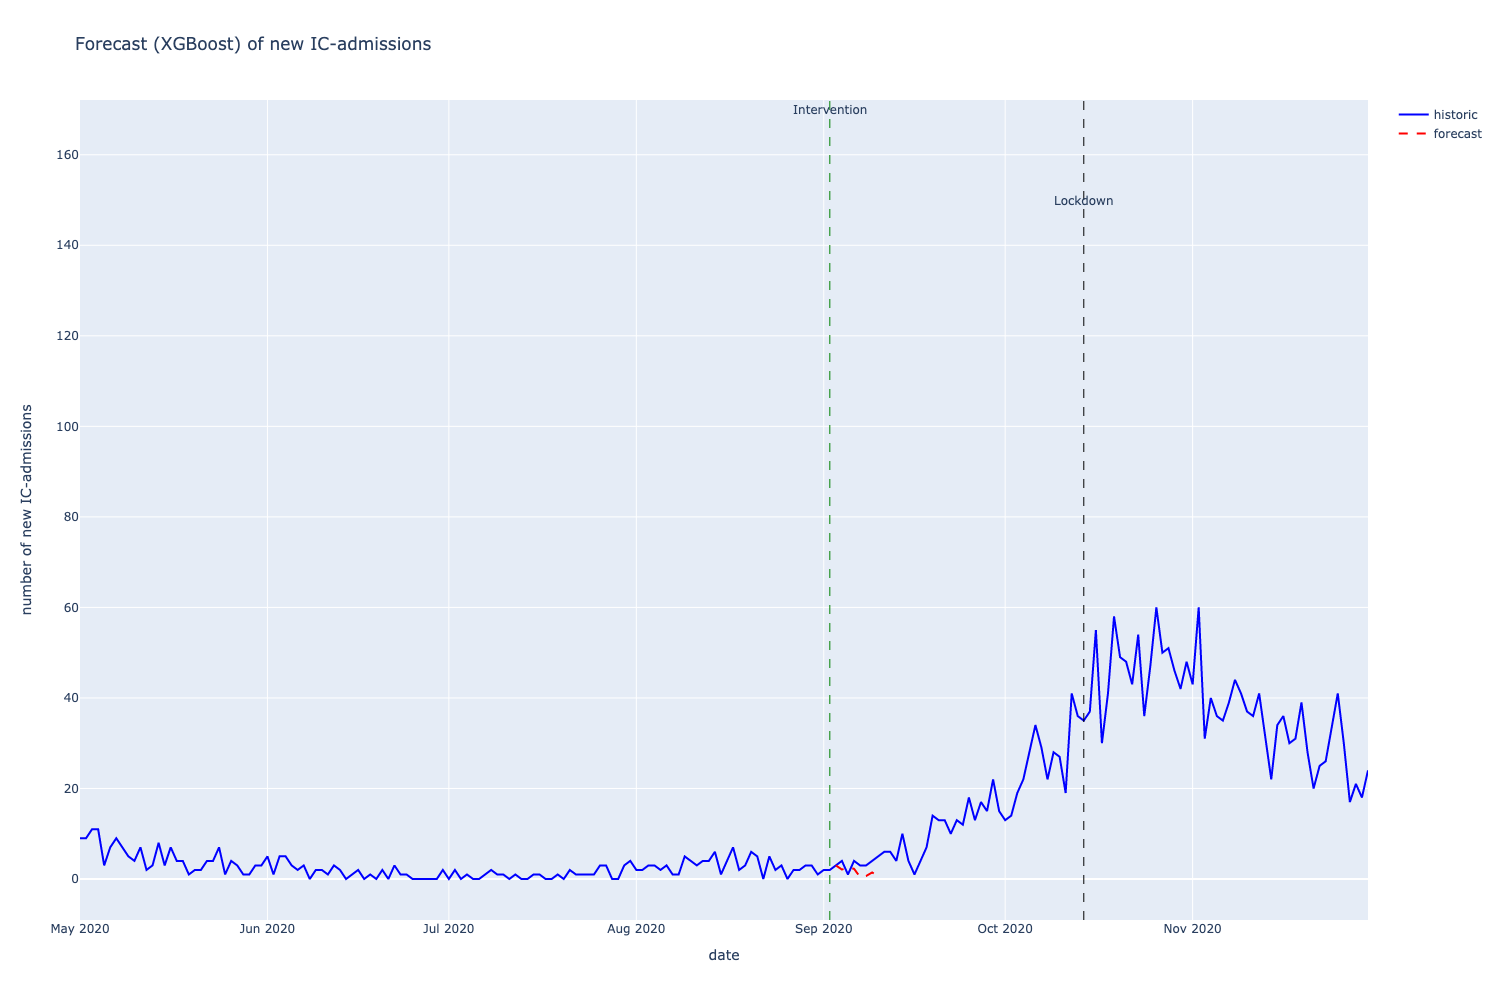 Forecast (XGBoost) of new IC-admissions
Intervention
historic
forecast
Lockdown
160
140
120
100
80
60
40
20
0
number of new IC-admissions
May 2020
Jun 2020
Jul 2020
Aug 2020
Sep 2020
Oct 2020
Nov 2020
date